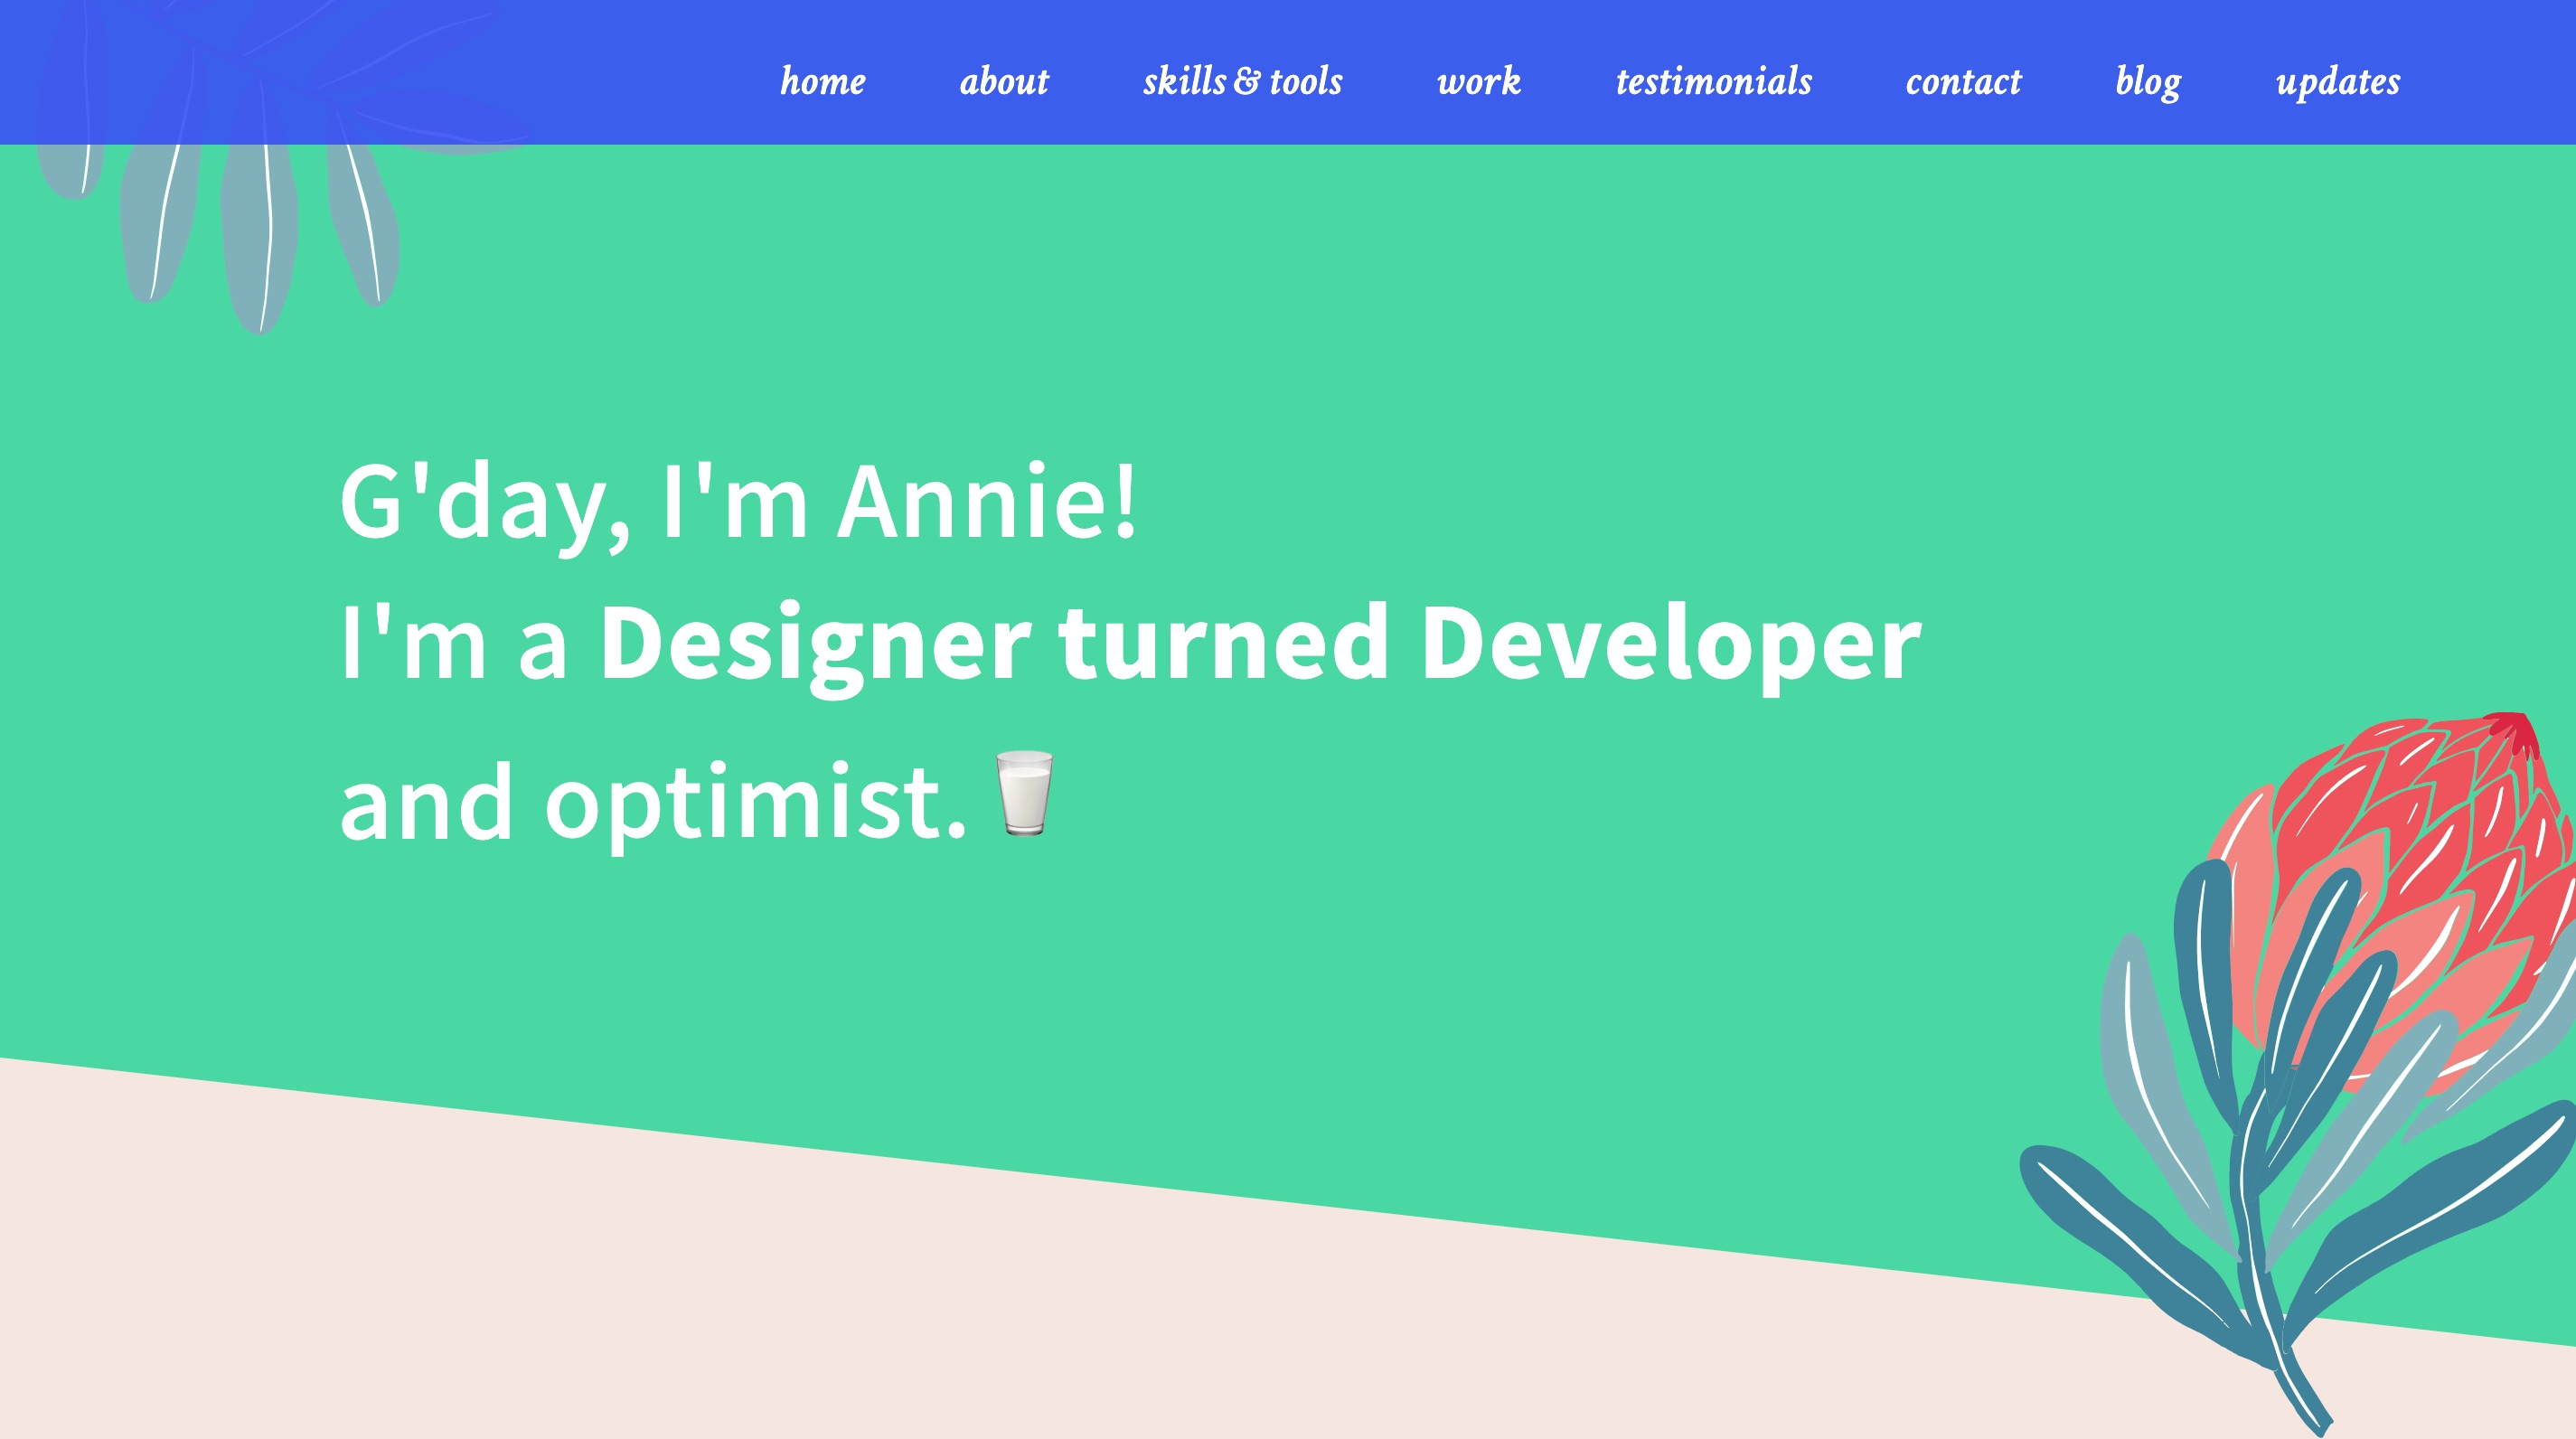 home about skills & tools work testimonials contact blog updates
G'day, I'm Annie!
I'm a Designer turned Developer
and optimist. 🥛